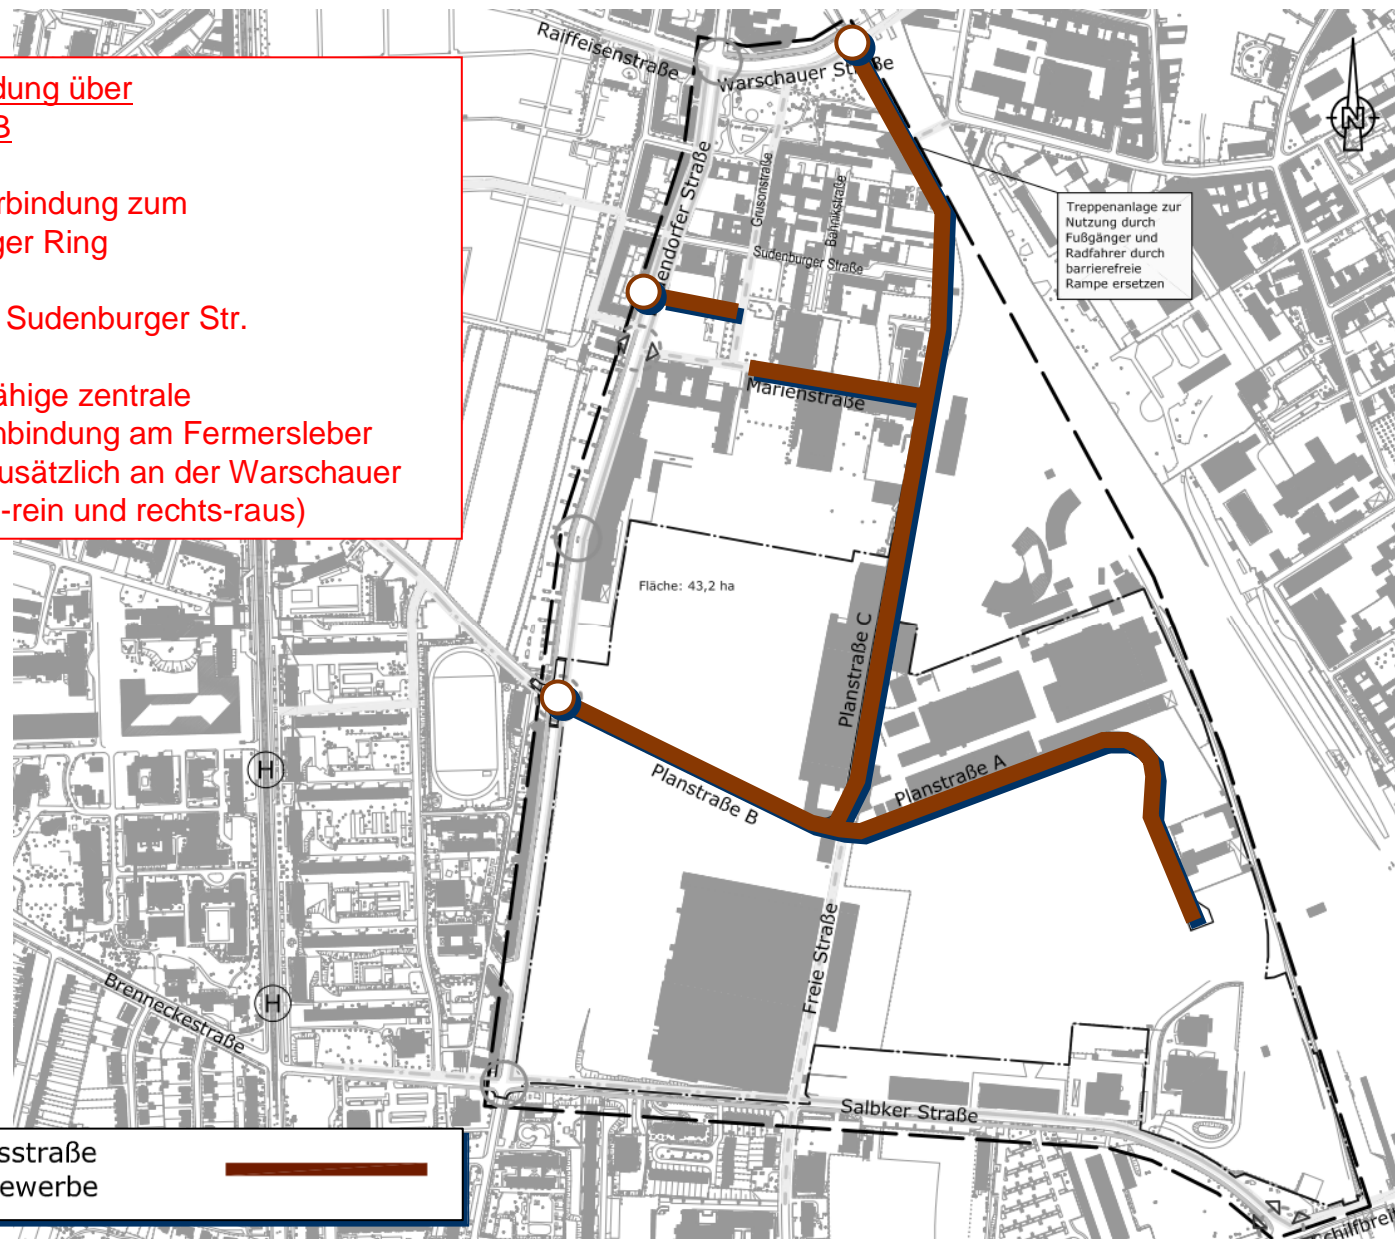 Raiffeisenstraße
Warschauer Straße
dung über
B
rbindung zum
ger Ring
Sudenburger Str.
ähige zentrale
nbindung am Fermersleber
usätzlich an der Warschauer
-rein und rechts-raus)
N
Treppenanlage zur
Nutzung durch
Fußgänger und
Radfahrer durch
barrierefreie
Rampe ersetzen
endorfer Straße
Grusonstraße
Bahnikstraße
Sudenburger Straße
Marienstraße
Fläche: 43,2 ha
Planstraße C
Planstraße B
Planstraße A
Freie Straße
H
H
Brenneckestraße
Salbker Straße
chilfbreit
sstraße
ewerbe